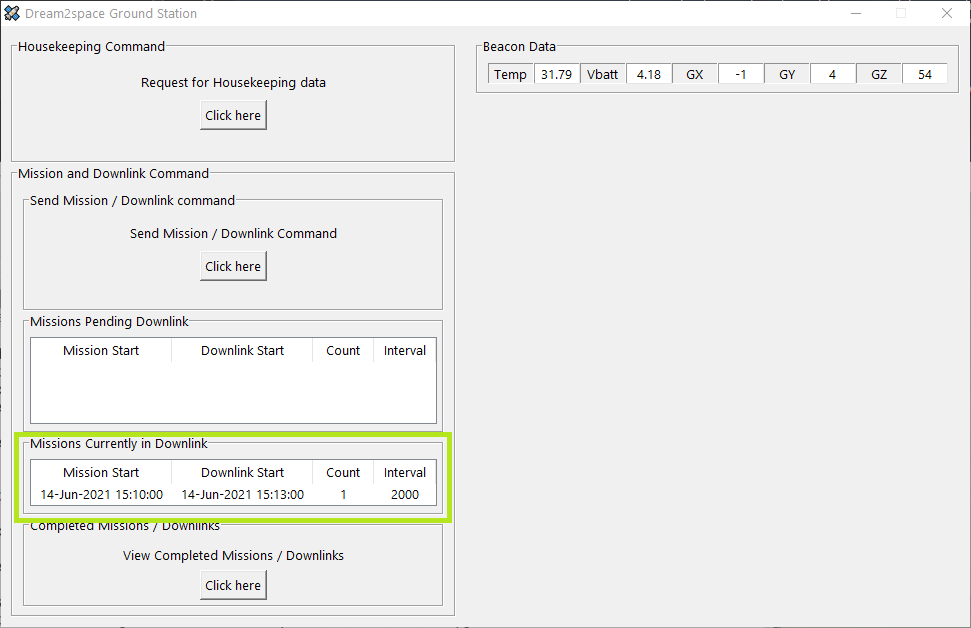 Dream2space Ground Station
Housekeeping Command
Request for Housekeeping data
Click here
Mission and Downlink Command
Send Mission / Downlink command
Send Mission / Downlink Command
Click here
Missions Pending Downlink
Mission Start Downlink Start Count Interval
Missions Currently in Downlink
Mission Start Downlink Start Count Interval
14-Jun-2021 15:10:00 14-Jun-2021 15:13:00 1 2000
Completed Missions / Downlinks
View Completed Missions / Downlinks
Click here
Beacon Data
Temp 31.79 Vbatt 4.18 GX -1 GY 4 GZ 54